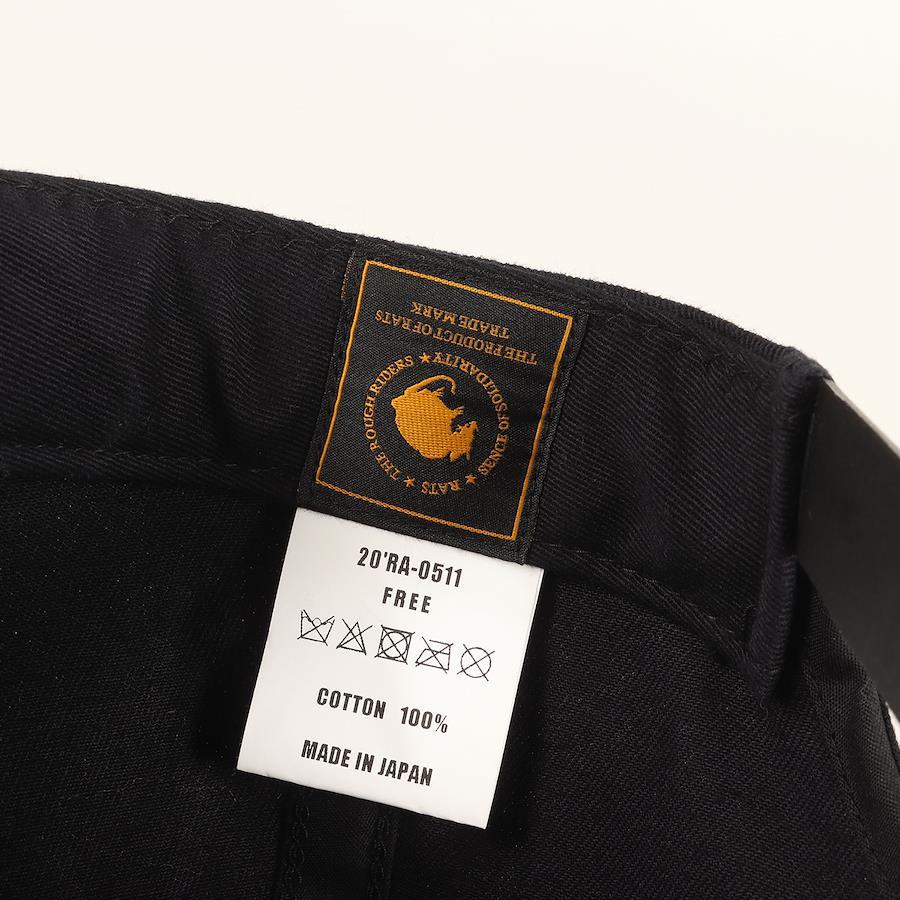 THE PRODUCT OF RATS
TRADE MARK
★ THE ROUGH RIDERS ★ SENCE OF SOLIDARITY
★ RATS
20'RA-0511
FREE
COTTON 100%
MADE IN JAPAN